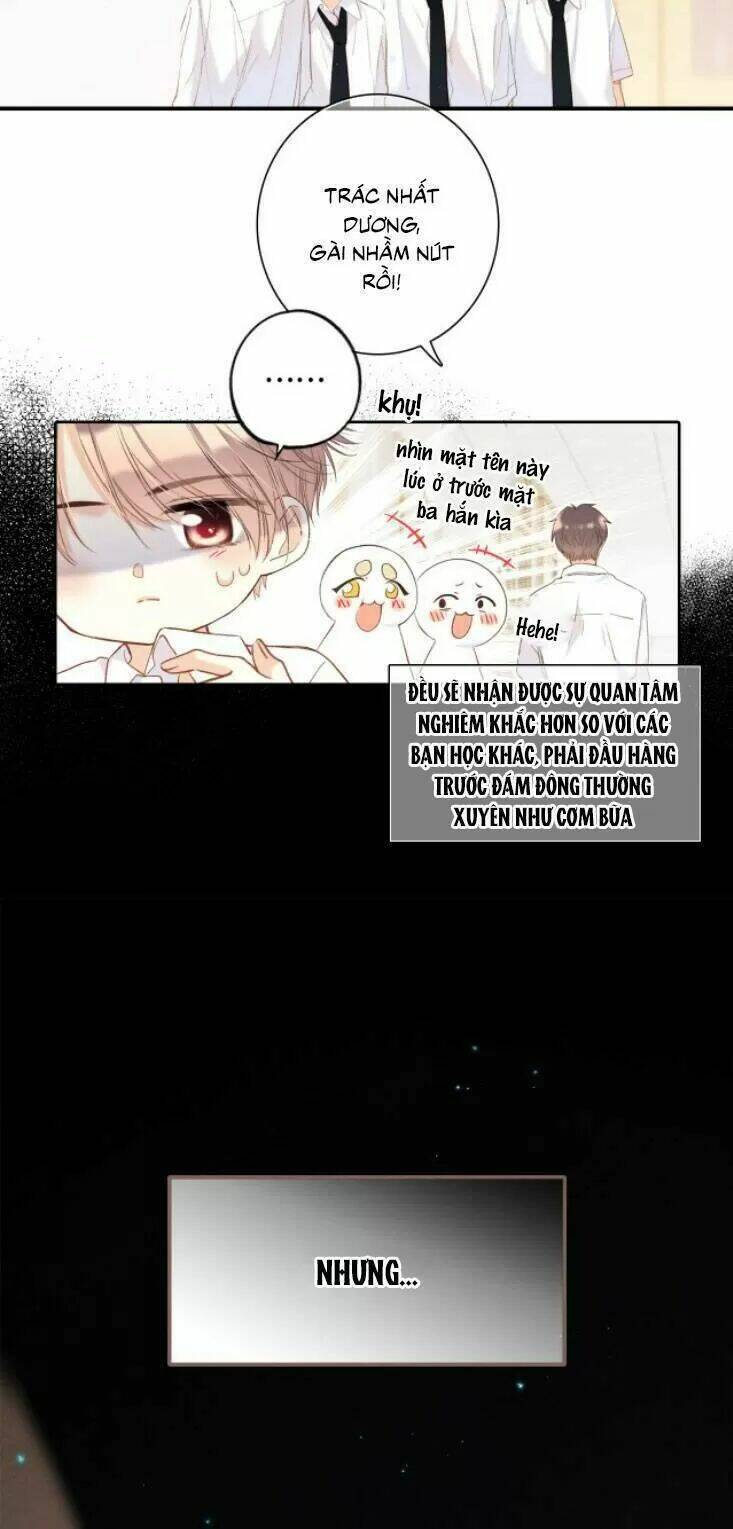 TRÁC NHẤT
DƯƠNG,
GÀI NHẦM NÚT
RỒI!
......
khụ!
nhìn mặt tên này
lúc ở trước mặt
ba hắn kìa
Hehe!
ĐỀU SẼ NHẬN ĐƯỢC SỰ QUAN TÂM
NGHIÊM KHẮC HƠN SO VỚI CÁC
BẠN HỌC KHÁC, PHẢI ĐẦU HÀNG
TRƯỚC ĐÁM ĐÔNG THƯỜNG
XUYÊN NHƯ CƠM BỮA
NHƯNG...